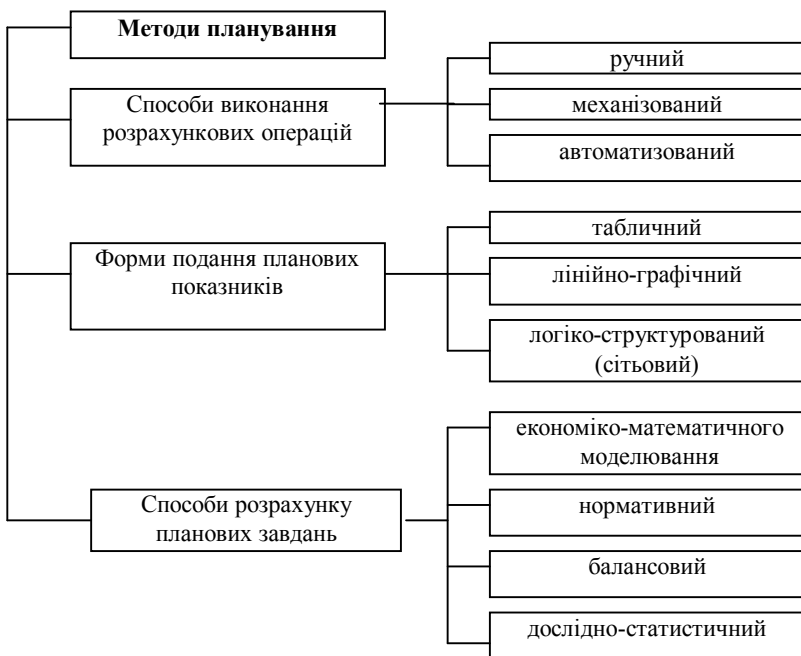 Методи планування
Способи виконання
розрахункових операцій
ручний
механізований
автоматизований
Форми подання планових
показників
табличний
лінійно-графічний
логіко-структурований
(сітьовий)
Способи розрахунку
планових завдань
економіко-математичного
моделювання
нормативний
балансовий
дослідно-статистичний